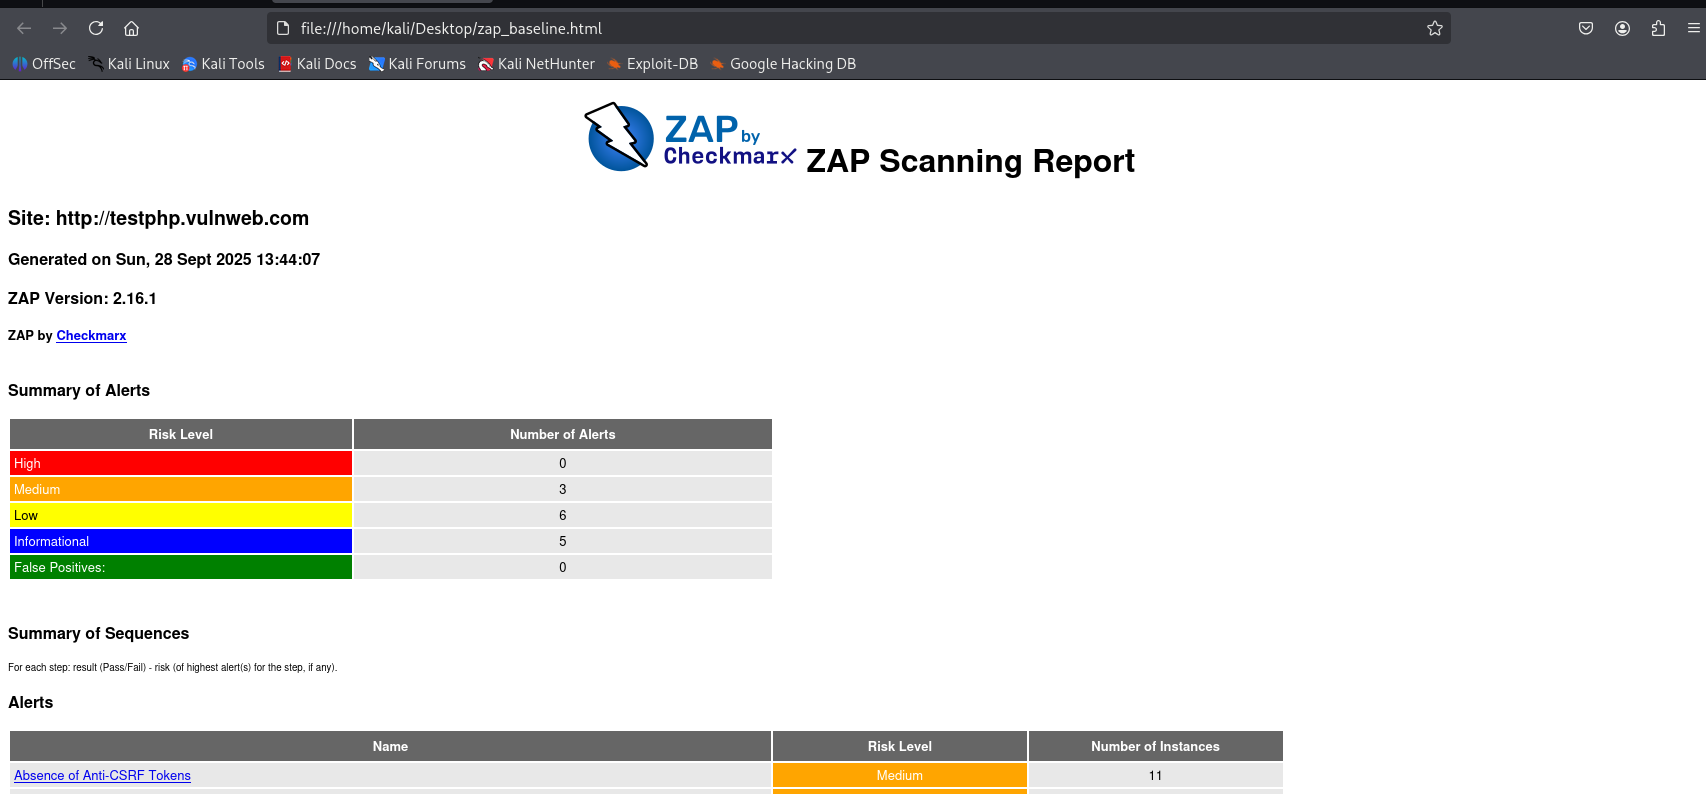 file:///home/kali/Desktop/zap_baseline.html
OffSec Kali Linux Kali Tools Kali Docs Kali Forums Kali NetHunter Exploit-DB Google Hacking DB
ZAP by Checkmarx ZAP Scanning Report
Site: http://testphp.vulnweb.com
Generated on Sun, 28 Sept 2025 13:44:07
ZAP Version: 2.16.1
ZAP by Checkmarx
Summary of Alerts
Risk Level Number of Alerts
High 0
Medium 3
Low 6
Informational 5
False Positives: 0
Summary of Sequences
For each step: result (Pass/Fail) - risk (of highest alert(s) for the step, if any).
Alerts
Name Risk Level Number of Instances
Absence of Anti-CSRF Tokens Medium 11